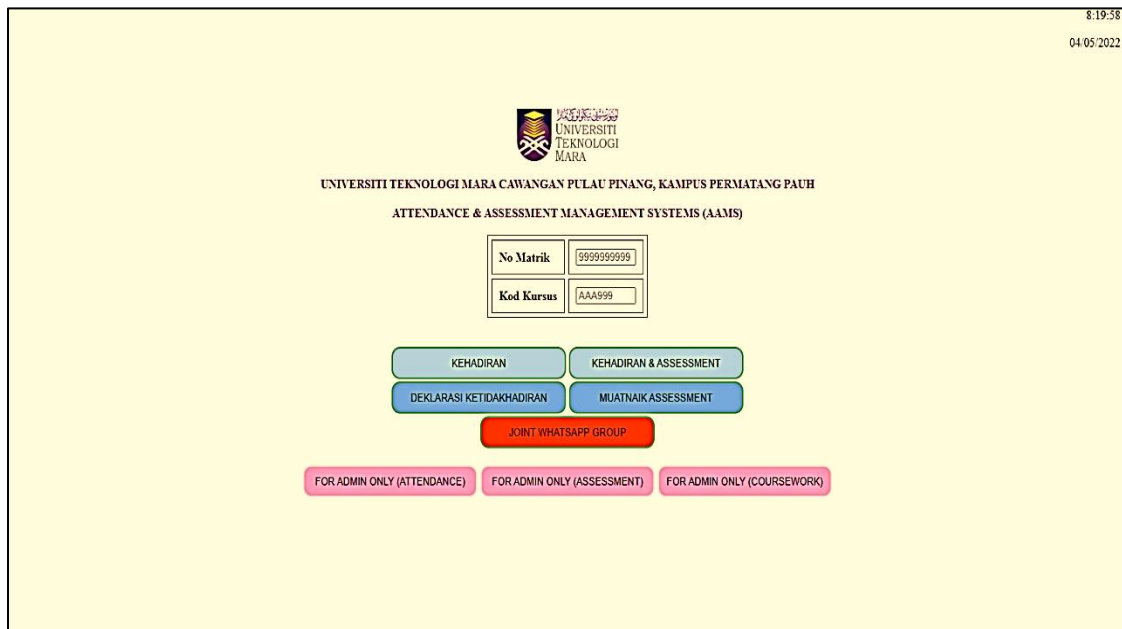 8:19:58
04/05/2022
UNIVERSITI
TEKNOLOGI
MARA
UNIVERSITI TEKNOLOGI MARA CAWANGAN PULAU PINANG, KAMPUS PERMATANG PAUH
ATTENDANCE & ASSESSMENT MANAGEMENT SYSTEMS (AAMS)
No Matrik 9999999999
Kod Kursus AAA999
KEHADIRAN KEHADIRAN & ASSESSMENT
DEKLARASI KETIDAKHADIRAN MUATNAIK ASSESSMENT
JOINT WHATSAPP GROUP
FOR ADMIN ONLY (ATTENDANCE) FOR ADMIN ONLY (ASSESSMENT) FOR ADMIN ONLY (COURSEWORK)